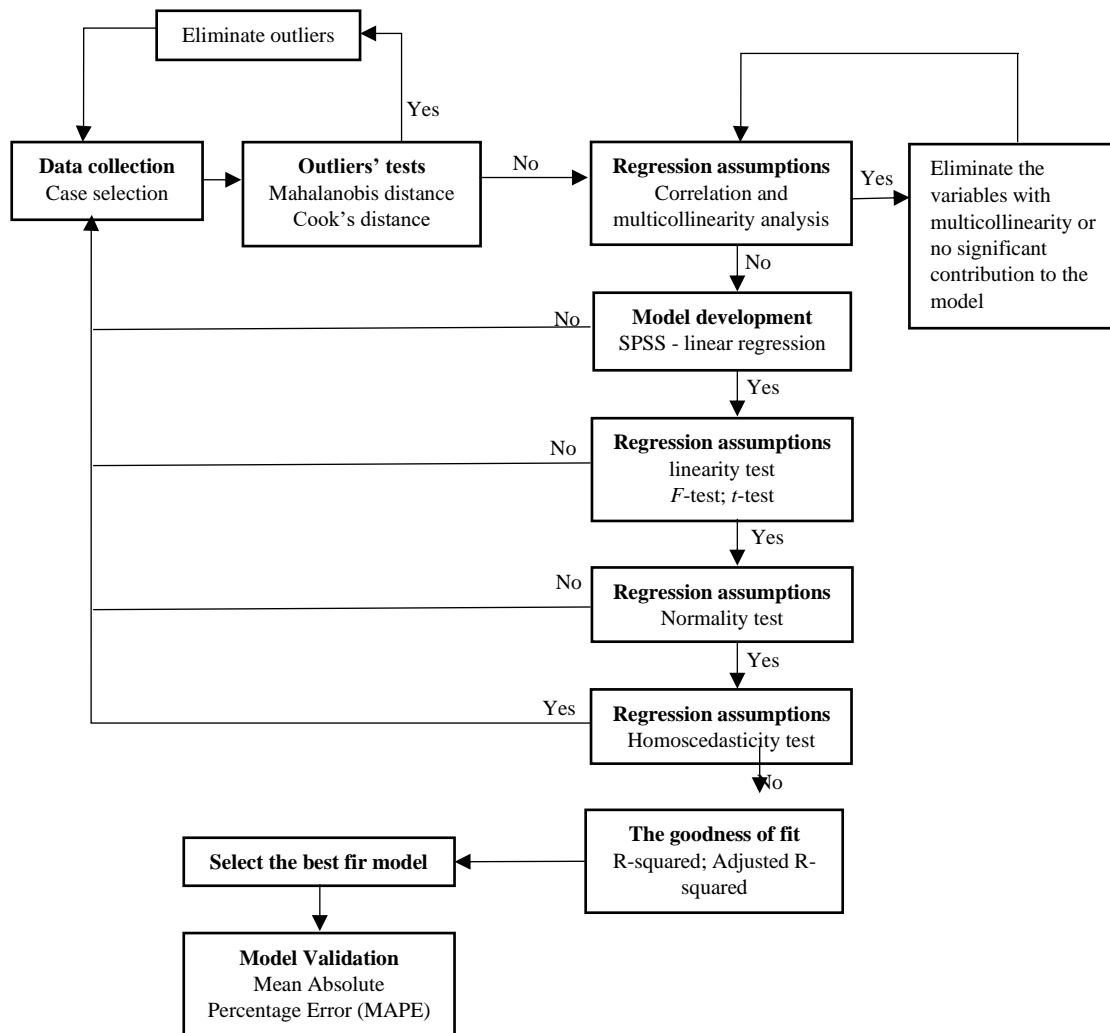 Eliminate outliers
Yes
Data collection
Case selection
Outliers’ tests
Mahalanobis distance
Cook’s distance
No
Regression assumptions
Correlation and
multicollinearity analysis
Yes
Eliminate the
variables with
multicollinearity or
no significant
contribution to the
model
No
Model development
SPSS - linear regression
No
Yes
Regression assumptions
linearity test
F-test; t-test
No
Yes
Regression assumptions
Normality test
No
Yes
Regression assumptions
Homoscedasticity test
Yes
No
The goodness of fit
R-squared; Adjusted R-
squared
Select the best fir model
Model Validation
Mean Absolute
Percentage Error (MAPE)